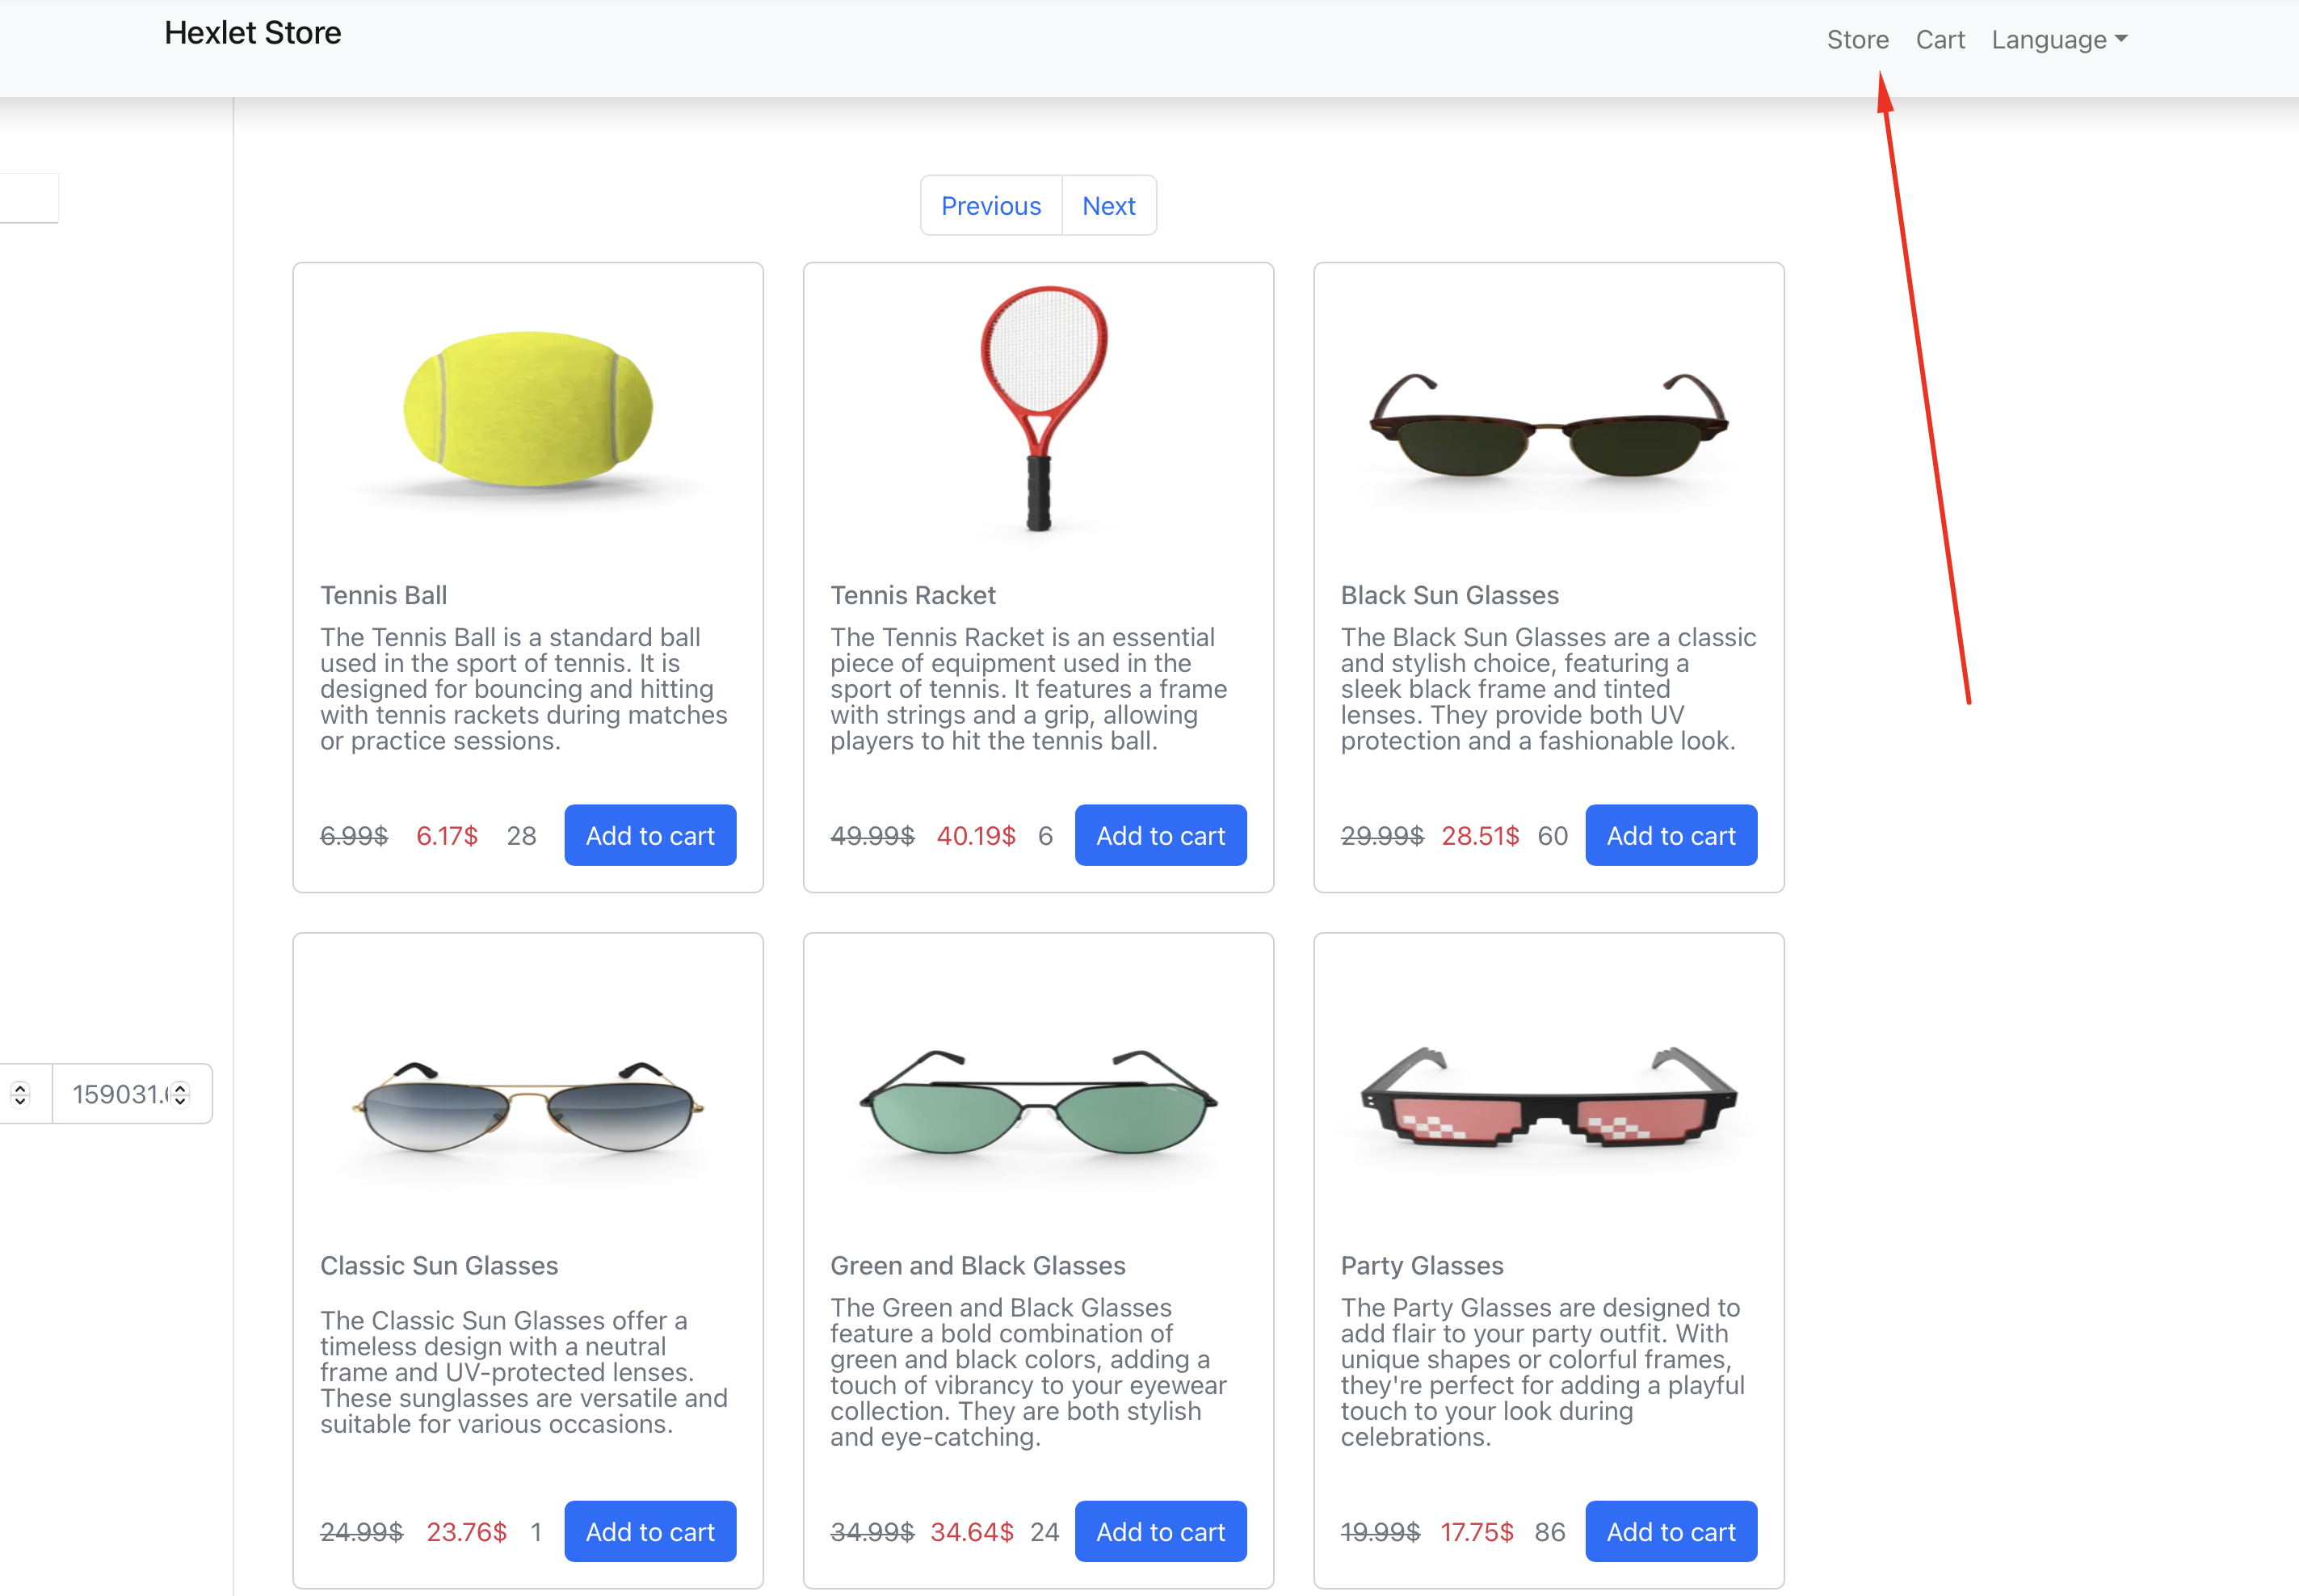 Hexlet Store
Store Cart Language
Previous Next
Tennis Ball
The Tennis Ball is a standard ball
used in the sport of tennis. It is
designed for bouncing and hitting
with tennis rackets during matches
or practice sessions.
6.99$ 6.17$ 28 Add to cart
Tennis Racket
The Tennis Racket is an essential
piece of equipment used in the
sport of tennis. It features a frame
with strings and a grip, allowing
players to hit the tennis ball.
49.99$ 40.19$ 6 Add to cart
Black Sun Glasses
The Black Sun Glasses are a classic
and stylish choice, featuring a
sleek black frame and tinted
lenses. They provide both UV
protection and a fashionable look.
29.99$ 28.51$ 60 Add to cart
159031.
Classic Sun Glasses
The Classic Sun Glasses offer a
timeless design with a neutral
frame and UV-protected lenses.
These sunglasses are versatile and
suitable for various occasions.
24.99$ 23.76$ 1 Add to cart
Green and Black Glasses
The Green and Black Glasses
feature a bold combination of
green and black colors, adding a
touch of vibrancy to your eyewear
collection. They are both stylish
and eye-catching.
34.99$ 34.64$ 24 Add to cart
Party Glasses
The Party Glasses are designed to
add flair to your party outfit. With
unique shapes or colorful frames,
they're perfect for adding a playful
touch to your look during
celebrations.
19.99$ 17.75$ 86 Add to cart